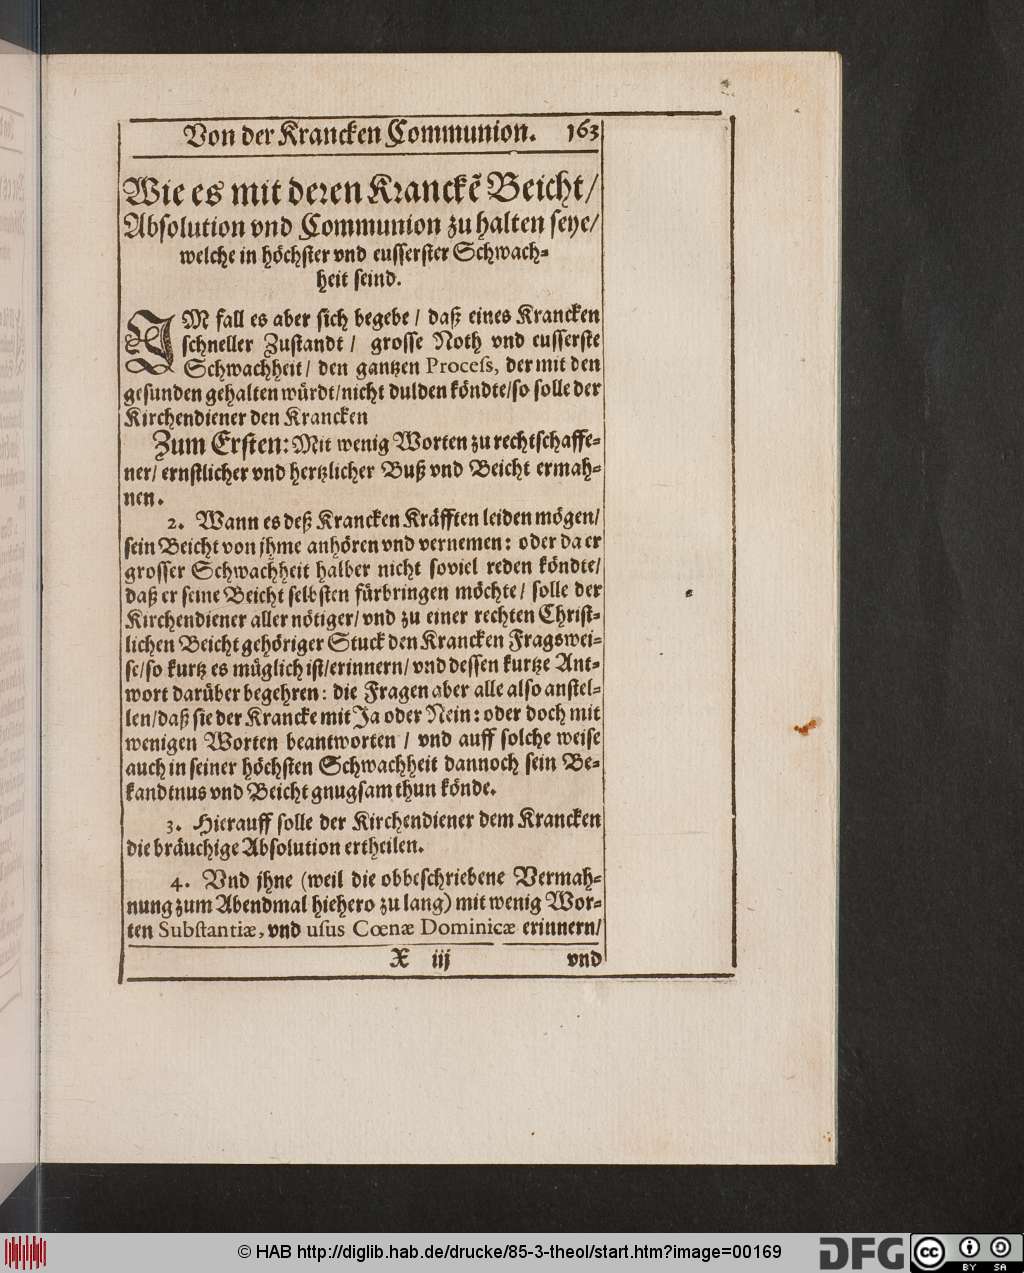 Von der Krancken Communion. 163
Wie es mit deren Kranckẽ Beicht/
Absolution vnd Communion zu halten seye/
welche in höchster vnd eusserster Schwach⸗
heit seind.
IM fall es aber sich begebe / daß eines Krancken
schneller Zustandt / grosse Noth vnd eusserste
Schwachheit / den gantzen Process, der mit den
gesunden gehalten würdt/nicht dulden köndte/so solle der
Kirchendiener den Krancken
Zum Ersten: Mit wenig Worten zu rechtschaffe⸗
ner/ ernstlicher vnd hertzlicher Buß vnd Beicht ermah⸗
nen.
2. Wann es deß Krancken Kräfften leiden mögen/
sein Beicht von jhme anhören vnd vernemen: oder da er
grosser Schwachheit halber nicht soviel reden köndte/
daß er seine Beicht selbsten fürbringen möchte/ solle der
Kirchendiener aller nötiger/ vnd zu einer rechten Christ⸗
lichen Beicht gehöriger Stuck den Krancken Fragswei⸗
se/so kurtz es müglich ist/erinnern/ vnd dessen kurtze Ant⸗
wort darüber begehren: die Fragen aber alle also anstel⸗
len/daß sie der Krancke mit Ja oder Nein: oder doch mit
wenigen Worten beantworten / vnd auff solche weise
auch in seiner höchsten Schwachheit dannoch sein Be⸗
kandtnus vnd Beicht gnugsam thun könde.
3. Hierauff solle der Kirchendiener dem Krancken
die bräuchige Absolution ertheilen.
4. Vnd jhne (weil die obbeschriebene Vermah⸗
nung zum Abendmal hiehero zu lang) mit wenig Wor⸗
ten Substantiæ, vnd usus Cœnæ Dominicæ erinnern/
X iij vnd
© HAB http://diglib.hab.de/drucke/85-3-theol/start.htm?image=00169
DFG
cc BY SA